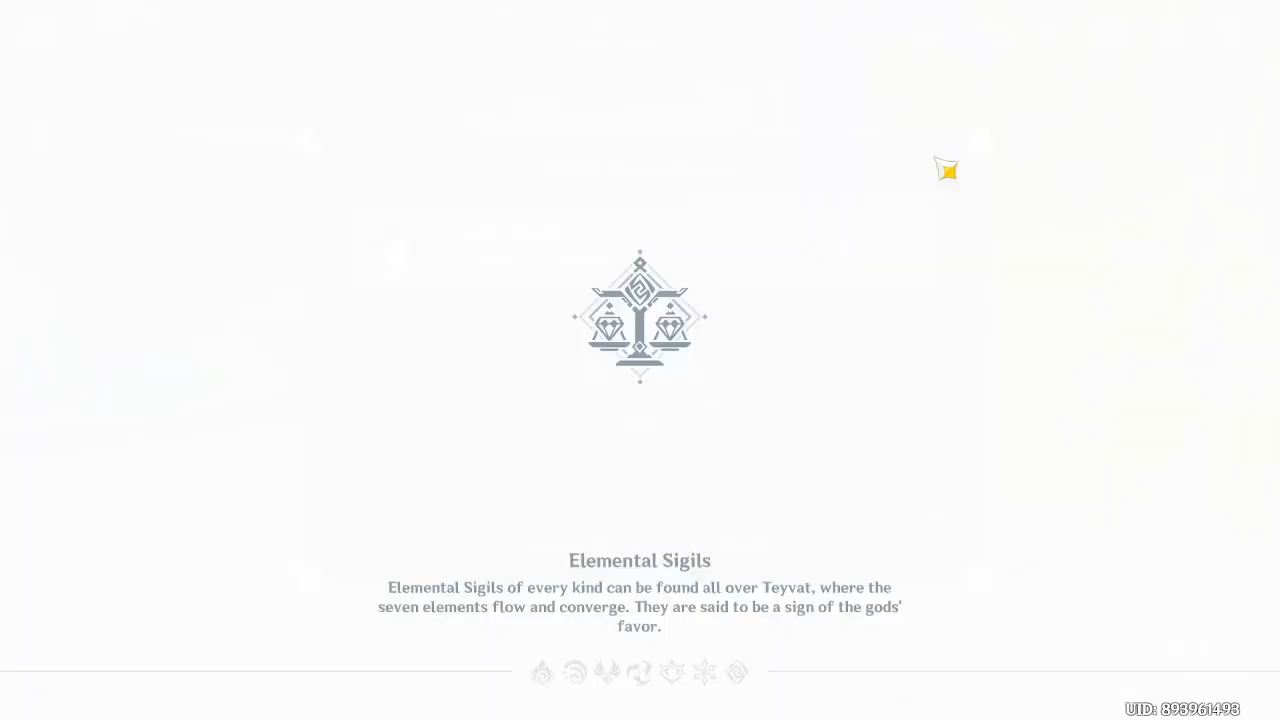 Elemental Sigils
Elemental Sigils of every kind can be found all over Teyvat, where the
seven elements flow and converge. They are said to be a sign of the gods'
favor.
UID: 893961493